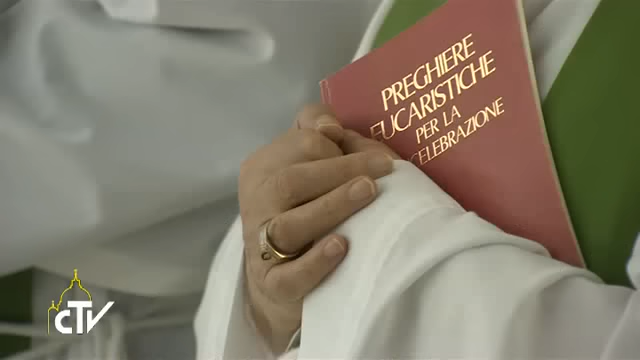 PREGHIERE
EUCARISTICHE
PER LA
CELEBRAZIONE
CTV